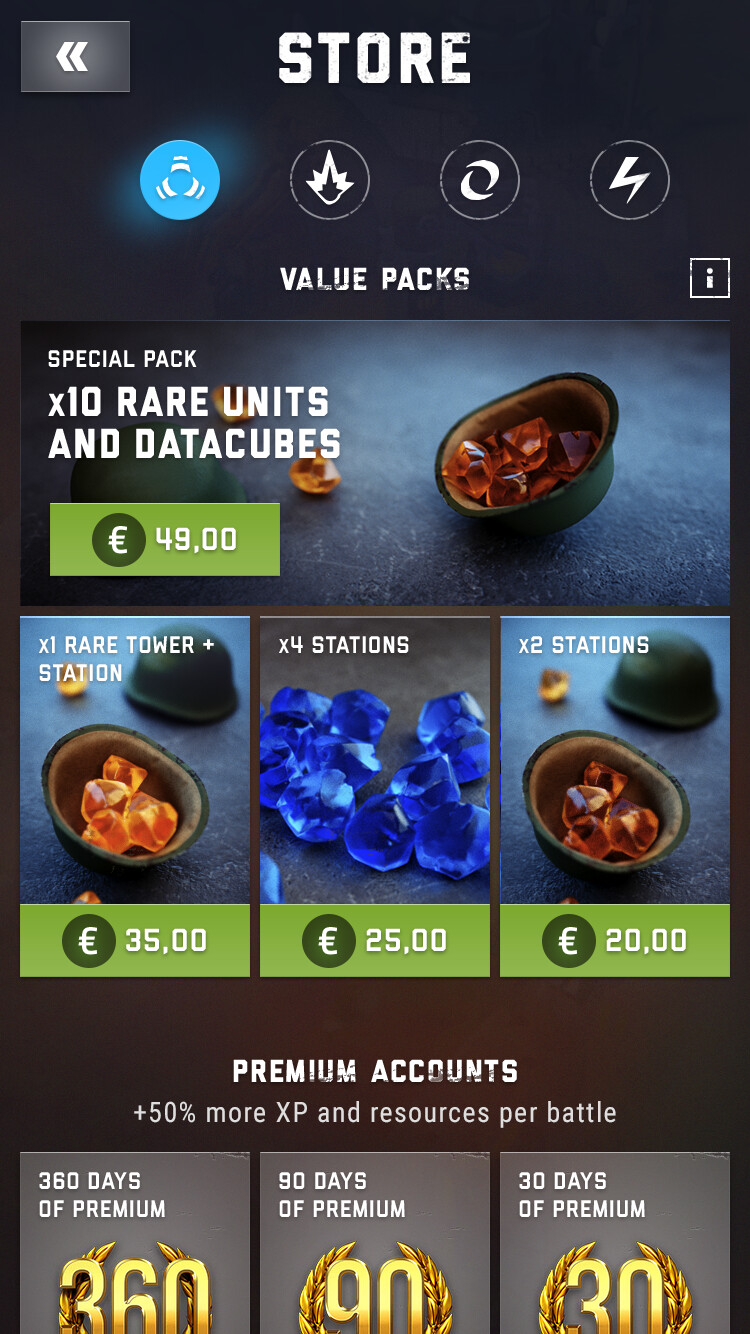 STORE
VALUE PACKS
i
SPECIAL PACK
x10 RARE UNITS
AND DATACUBES
€ 49,00
x1 RARE TOWER +
STATION
x4 STATIONS
x2 STATIONS
€ 35,00
€ 25,00
€ 20,00
PREMIUM ACCOUNTS
+50% more XP and resources per battle
360 DAYS
OF PREMIUM
90 DAYS
OF PREMIUM
30 DAYS
OF PREMIUM
360
90
30